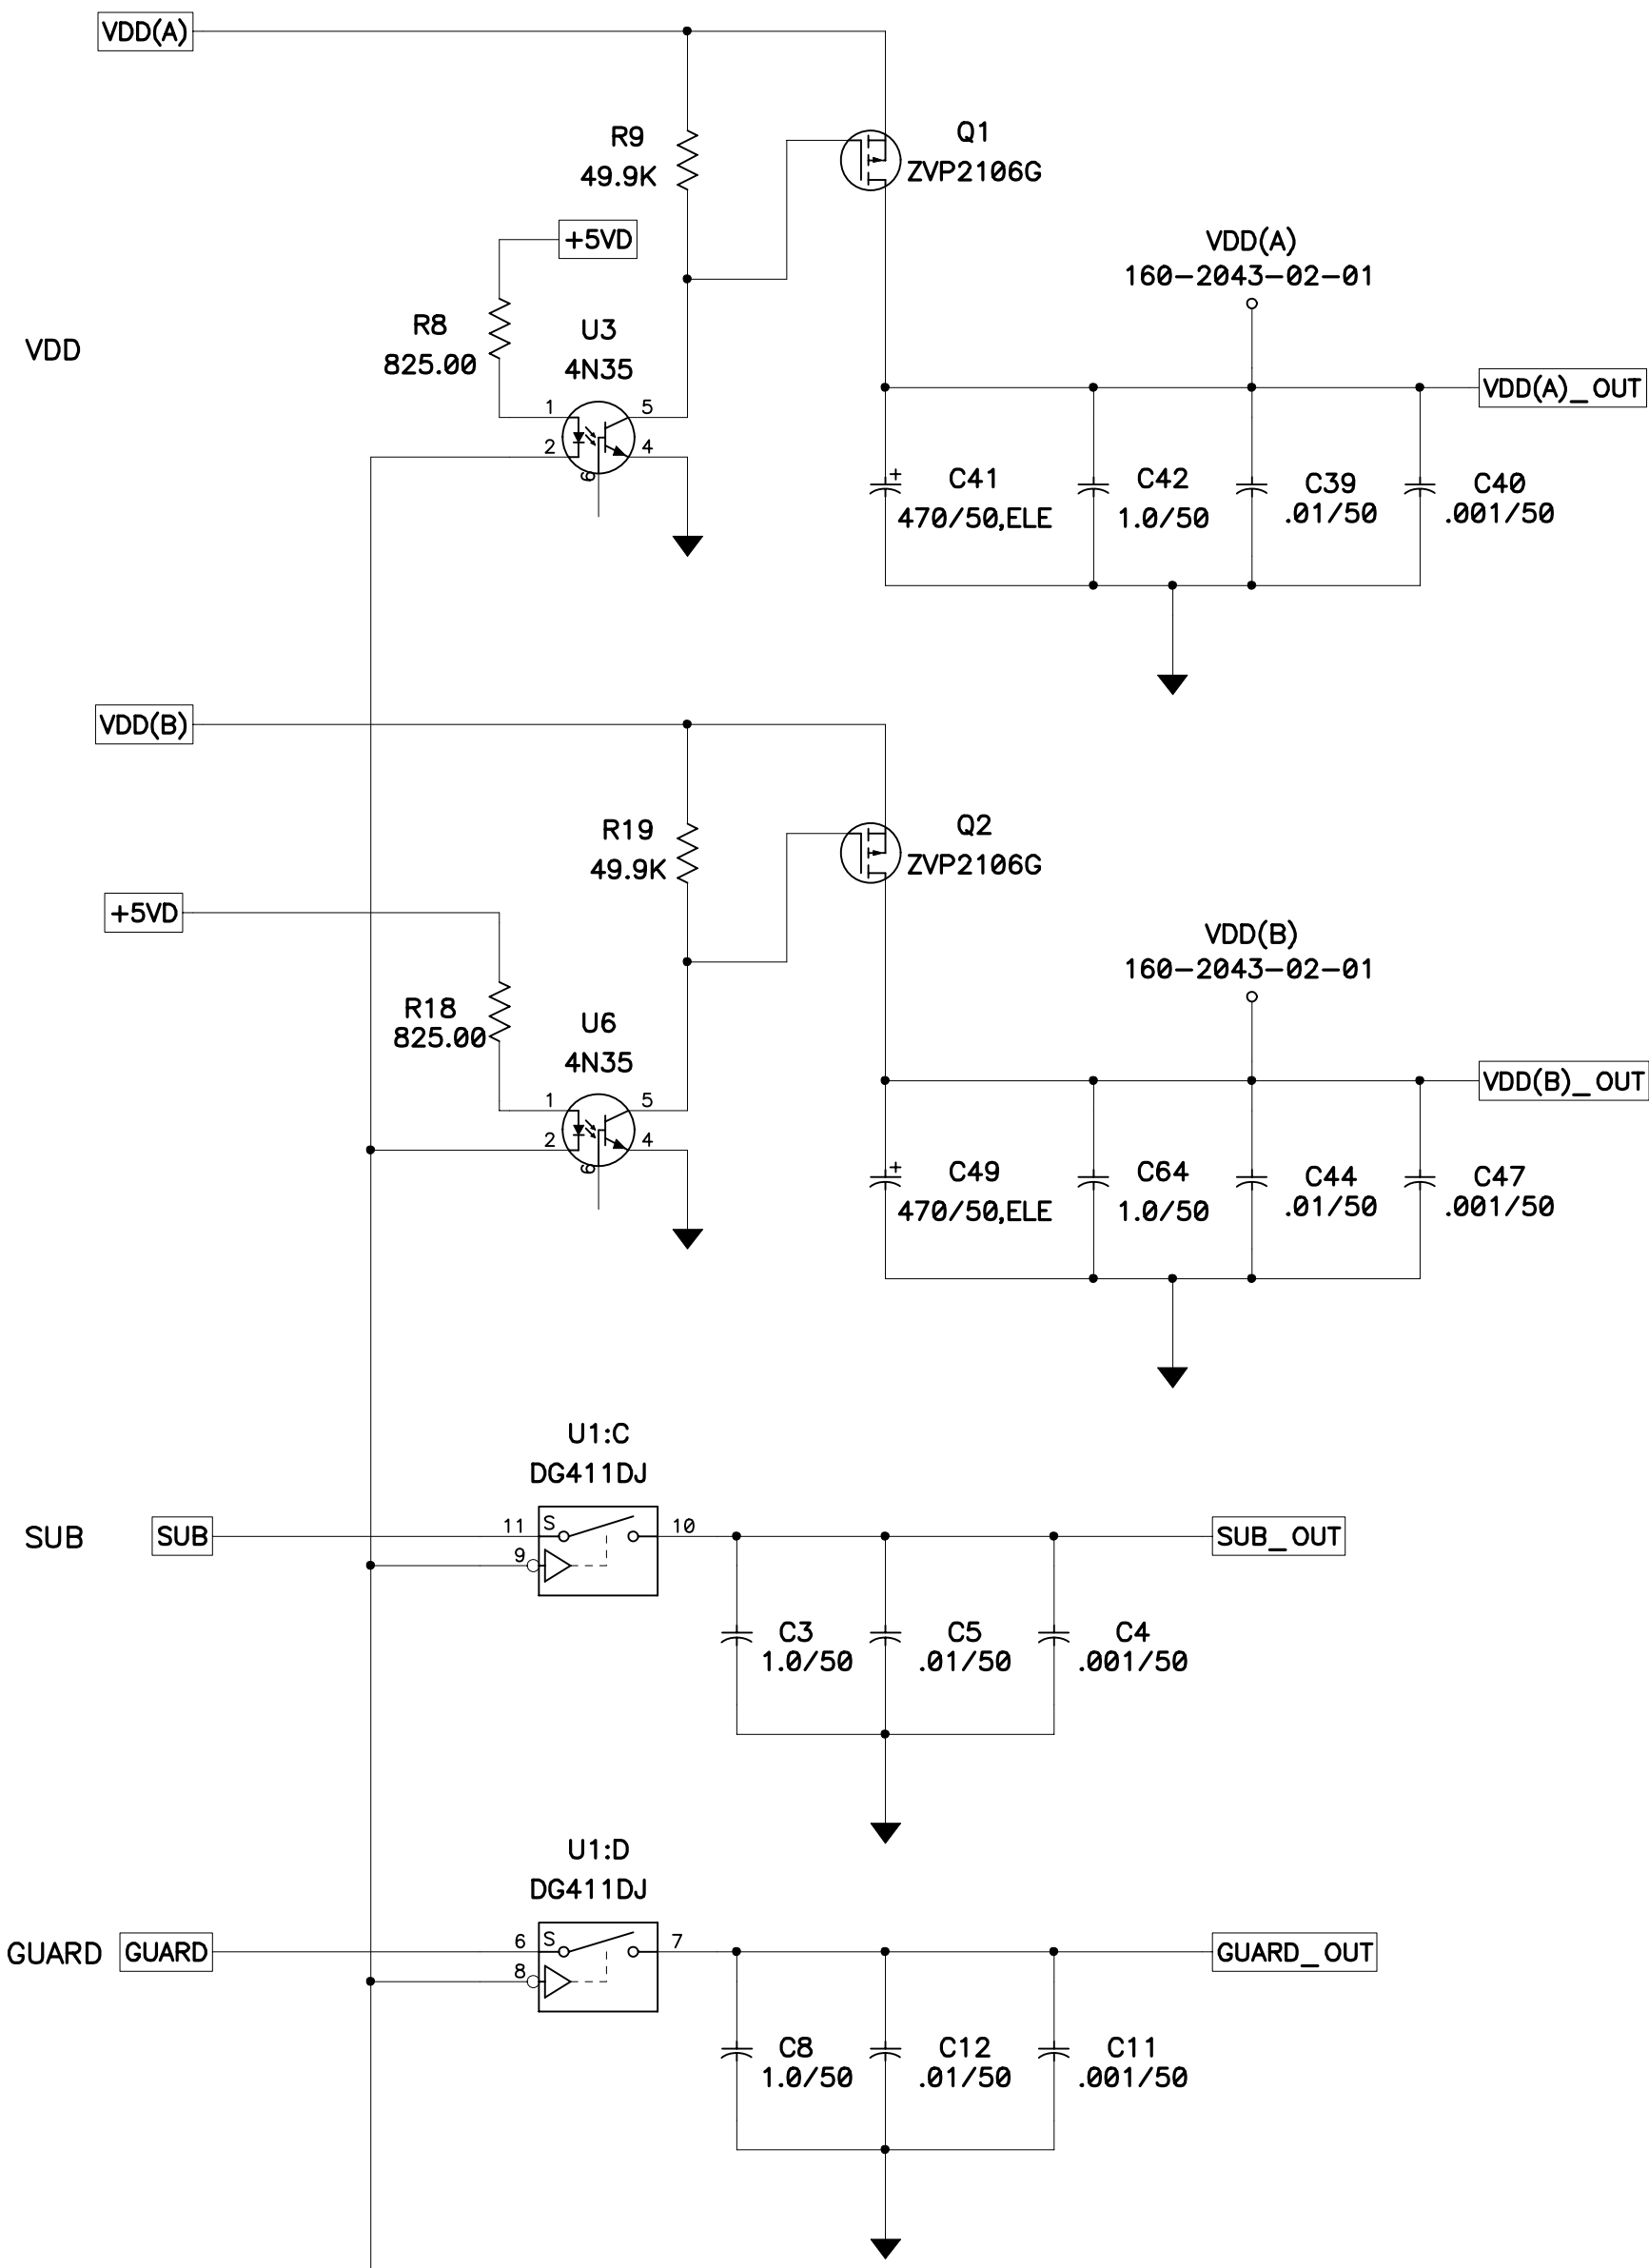 VDD(A)
R9
49.9K
Q1
ZVP2106G
+5VD
VDD(A)
160-2043-02-01
VDD
R8
825.00
U3
4N35
1
5
2
4
6
VDD(A)_OUT
+
C41
470/50,ELE
C42
1.0/50
C39
.01/50
C40
.001/50
VDD(B)
R19
49.9K
Q2
ZVP2106G
+5VD
VDD(B)
160-2043-02-01
R18
825.00
U6
4N35
1
5
2
4
6
VDD(B)_OUT
+
C49
470/50,ELE
C64
1.0/50
C44
.01/50
C47
.001/50
U1:C
DG411DJ
SUB
SUB
11
S
10
9
SUB_OUT
C3
1.0/50
C5
.01/50
C4
.001/50
U1:D
DG411DJ
GUARD
GUARD
6
S
7
8
GUARD_OUT
C8
1.0/50
C12
.01/50
C11
.001/50